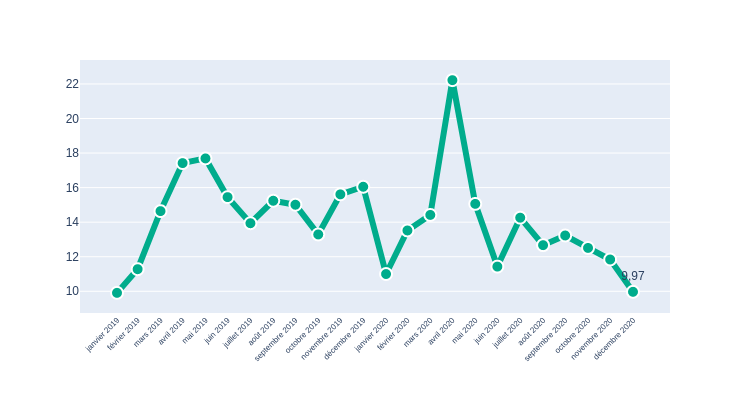 22
20
18
16
14
12
10
9.97
janvier 2019
février 2019
mars 2019
avril 2019
mai 2019
juin 2019
juillet 2019
août 2019
septembre 2019
octobre 2019
novembre 2019
décembre 2019
janvier 2020
février 2020
mars 2020
avril 2020
mai 2020
juin 2020
juillet 2020
août 2020
septembre 2020
octobre 2020
novembre 2020
décembre 2020